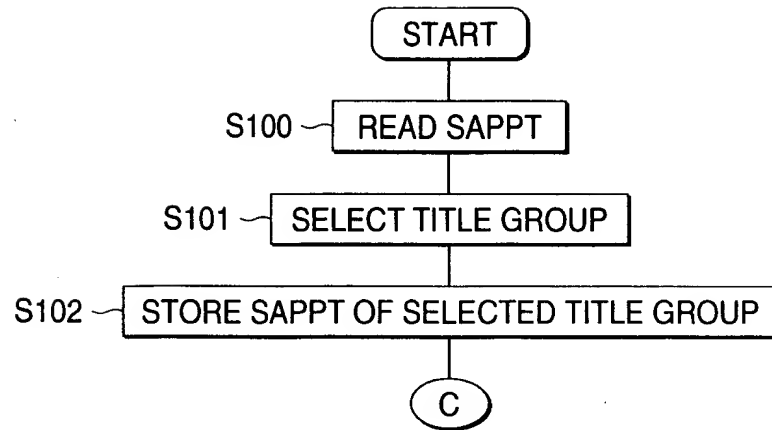 START
S100 READ SAPPT
S101 SELECT TITLE GROUP
S102 STORE SAPPT OF SELECTED TITLE GROUP
C